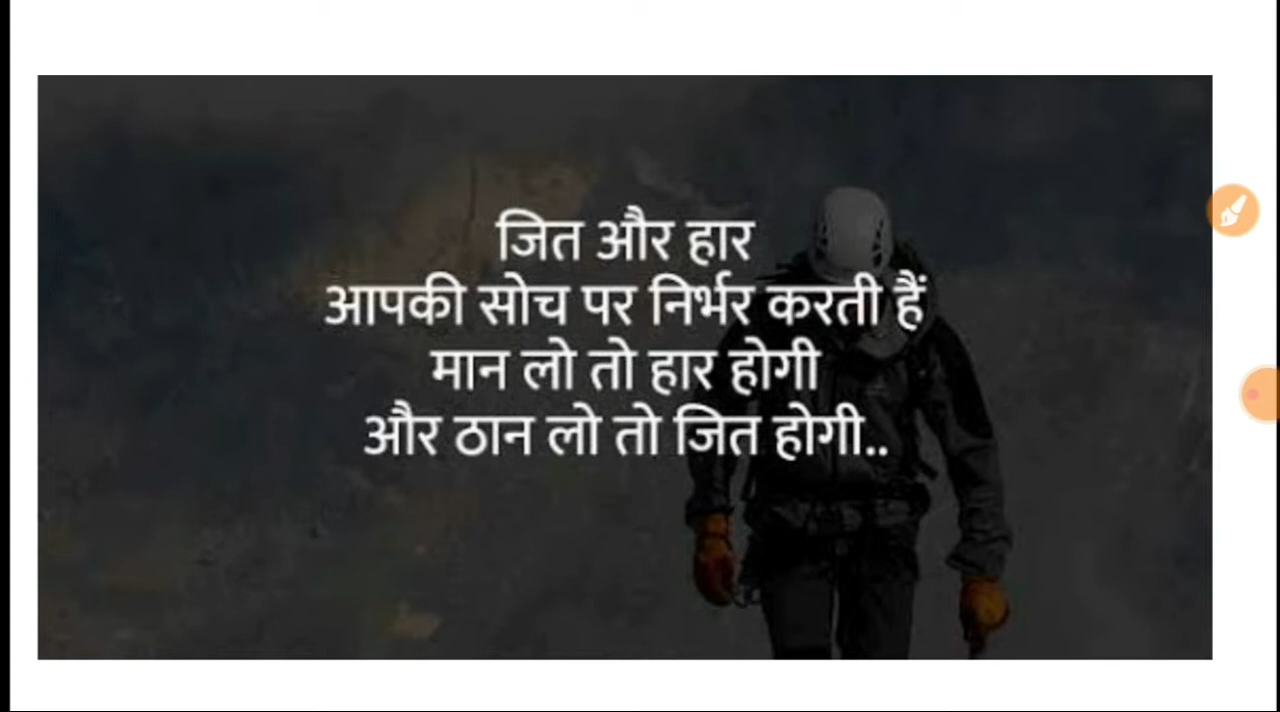 जित और हार
आपकी सोच पर निर्भर करती हैं
मान लो तो हार होगी
और ठान लो तो जित होगी..